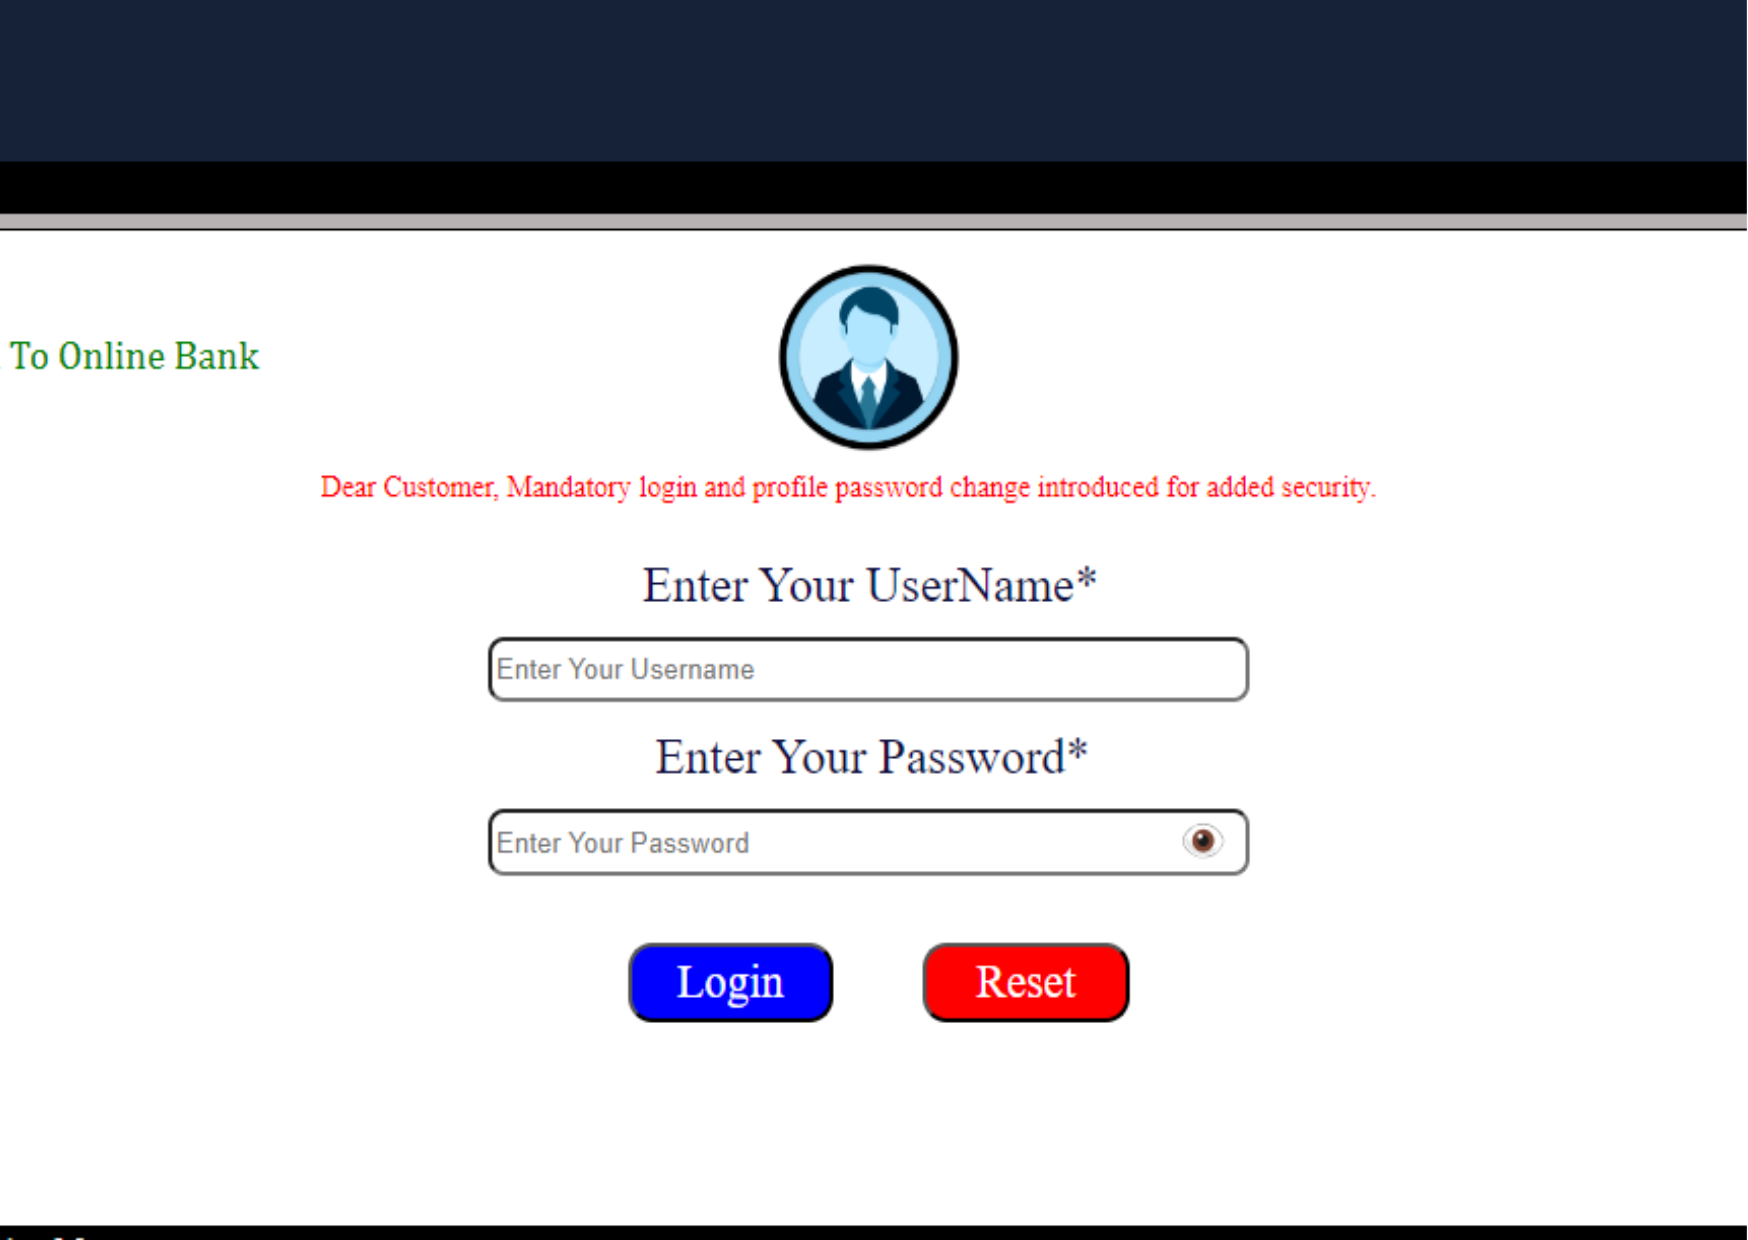 To Online Bank
Dear Customer, Mandatory login and profile password change introduced for added security.
Enter Your UserName*
Enter Your Username
Enter Your Password*
Enter Your Password
Login
Reset